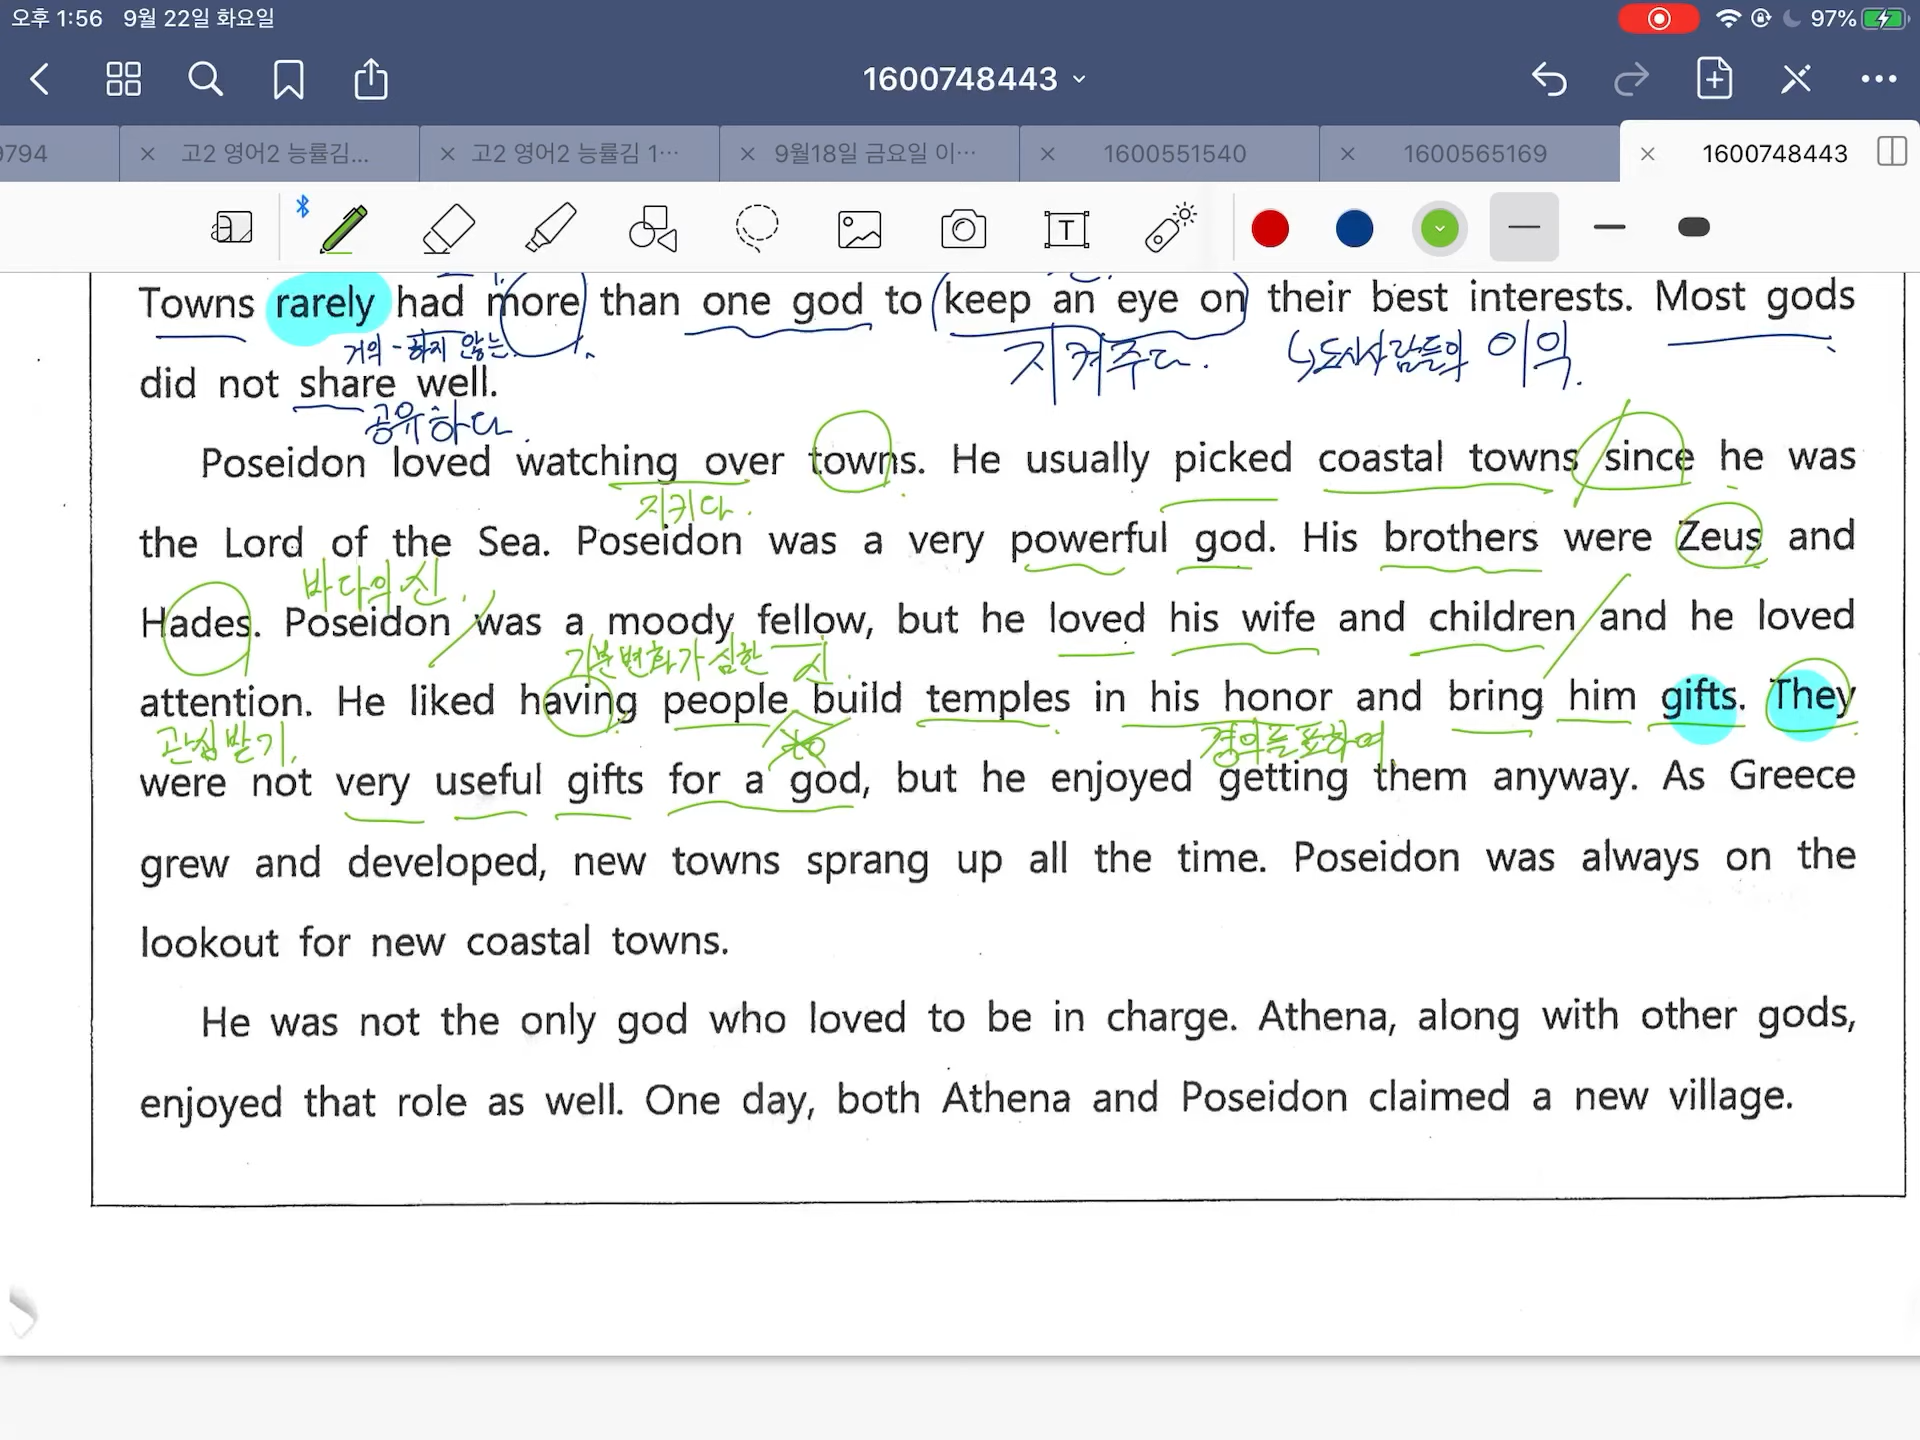 오후 1:56 9월 22일 화요일 97%
1600748443
9794 고2 영어2 능률김... 고2 영어2 능률김 1... 9월18일 금요일 이... 1600551540 1600565169 1600748443
Towns rarely had more than one god to keep an eye on their best interests. Most gods
거의 -하지 않는. 지켜주다. ↳도시사람들의 이익.
did not share well.
공유하다.
Poseidon loved watching over towns. He usually picked coastal towns since he was
지키다.
the Lord of the Sea. Poseidon was a very powerful god. His brothers were Zeus and
바다의 신.
Hades. Poseidon was a moody fellow, but he loved his wife and children and he loved
기분변화가 심한 신.
attention. He liked having people build temples in his honor and bring him gifts. They
관심 받기. 경의를 표하며
were not very useful gifts for a god, but he enjoyed getting them anyway. As Greece
grew and developed, new towns sprang up all the time. Poseidon was always on the
lookout for new coastal towns.
He was not the only god who loved to be in charge. Athena, along with other gods,
enjoyed that role as well. One day, both Athena and Poseidon claimed a new village.